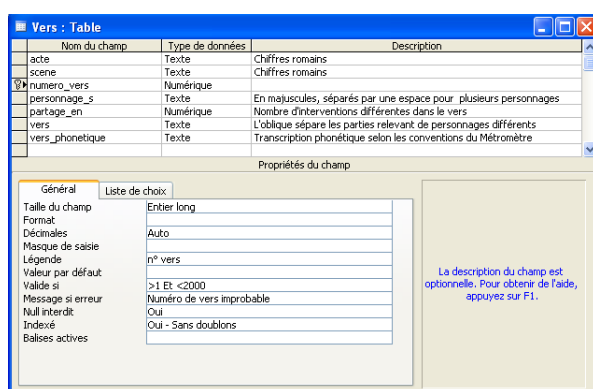 Vers : Table
Nom du champ Type de données Description
acte Texte Chiffres romains
scene Texte Chiffres romains
numero_vers Numérique
personnage_s Texte En majuscules, séparés par une espace pour plusieurs personnages
partage_en Numérique Nombre d'interventions différentes dans le vers
vers Texte L'oblique sépare les parties relevant de personnages différents
vers_phonetique Texte Transcription phonétique selon les conventions du Métromètre
Propriétés du champ
Général Liste de choix
Taille du champ Entier long
Format
Décimales Auto
Masque de saisie
Légende n° vers
Valeur par défaut
Valide si >1 Et <2000
Message si erreur Numéro de vers improbable
Null interdit Oui
Indexé Oui - Sans doublons
Balises actives
La description du champ est
optionnelle. Pour obtenir de l'aide,
appuyez sur F1.